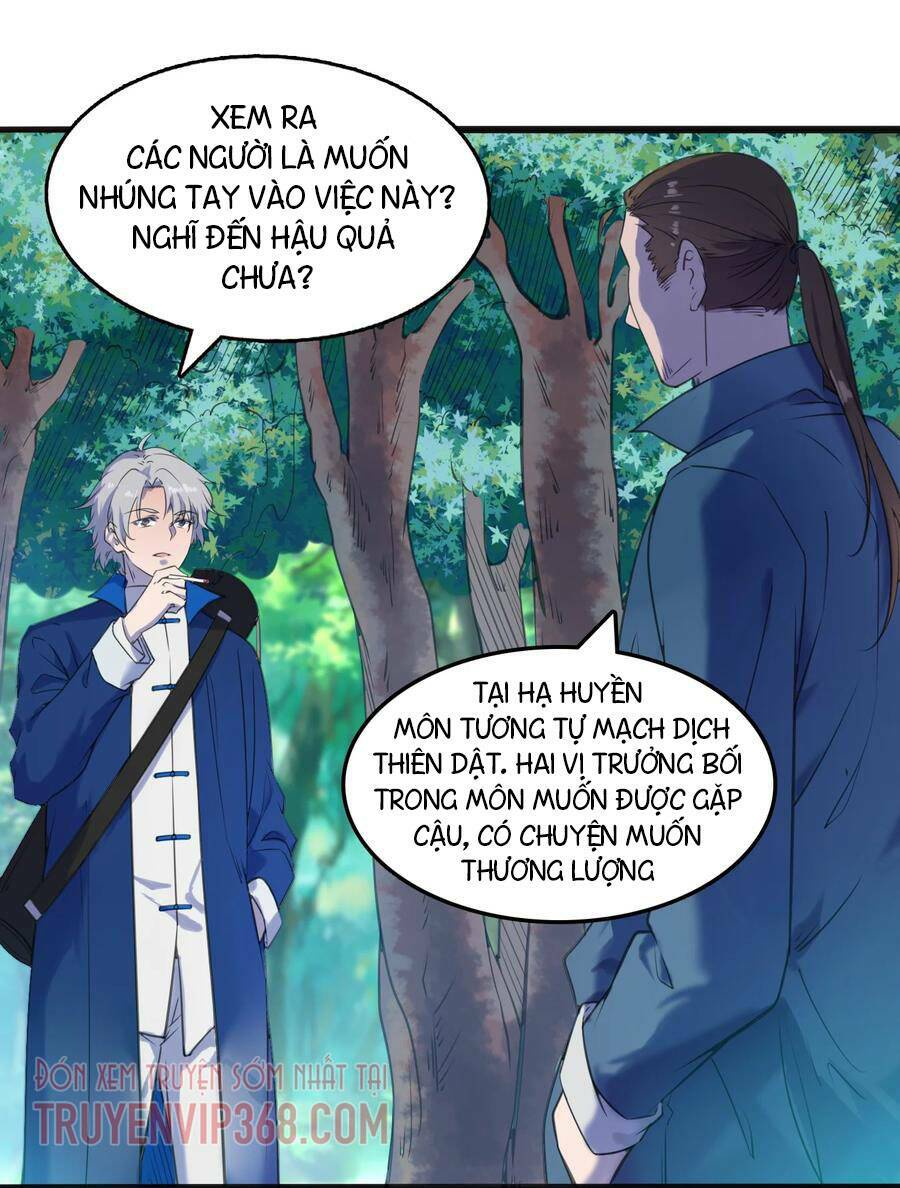 XEM RA
CÁC NGƯỜI LÀ MUỐN
NHÚNG TAY VÀO VIỆC NÀY?
NGHĨ ĐẾN HẬU QUẢ
CHƯA?
TẠI HẠ HUYỀN
MÔN TƯƠNG TỰ MẠCH DỊCH
THIÊN DẬT. HAI VỊ TRƯỞNG BỐI
TRONG MÔN MUỐN ĐƯỢC GẶP
CẬU, CÓ CHUYỆN MUỐN
THƯƠNG LƯỢNG
ĐÓN XEM TRUYỆN SỚM NHẤT TẠI
TRUYENVIP368.COM